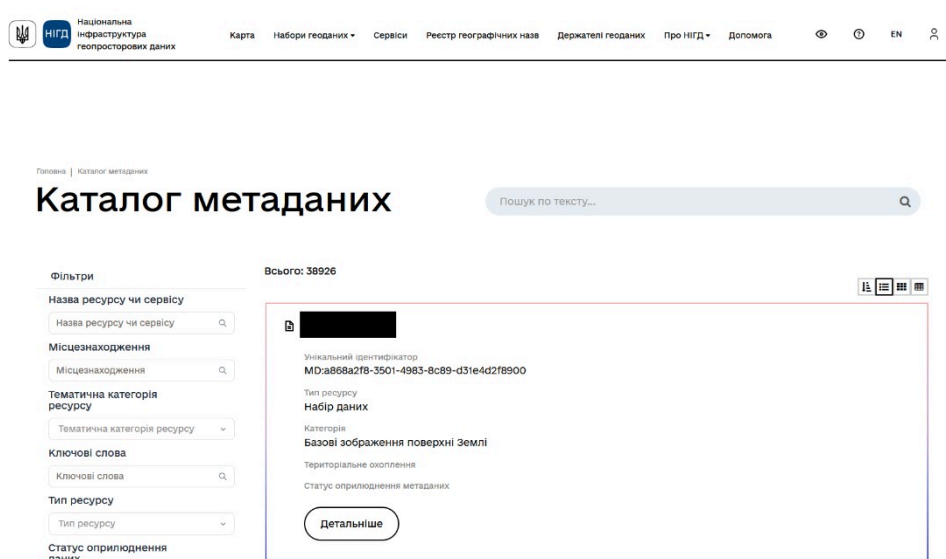 НІГД
Національна
інфраструктура
геопросторових даних
Карта Набори геоданих Сервіси Реєстр географічних назв Держателі геоданих Про НІГД Допомога EN
Головна | Каталог метаданих
Каталог метаданих
Пошук по тексту...
Фільтри
Всього: 38926
Назва ресурсу чи сервісу
Назва ресурсу чи сервісу
Місцезнаходження
Місцезнаходження
Тематична категорія
ресурсу
Тематична категорія ресурсу
Ключові слова
Ключові слова
Тип ресурсу
Тип ресурсу
Статус оприлюднення
даних
Унікальний ідентифікатор
MD:a868a2f8-3501-4983-8c89-d31e4d2f8900
Тип ресурсу
Набір даних
Категорія
Базові зображення поверхні Землі
Територіальне охоплення
Статус оприлюднення метаданих
Детальніше